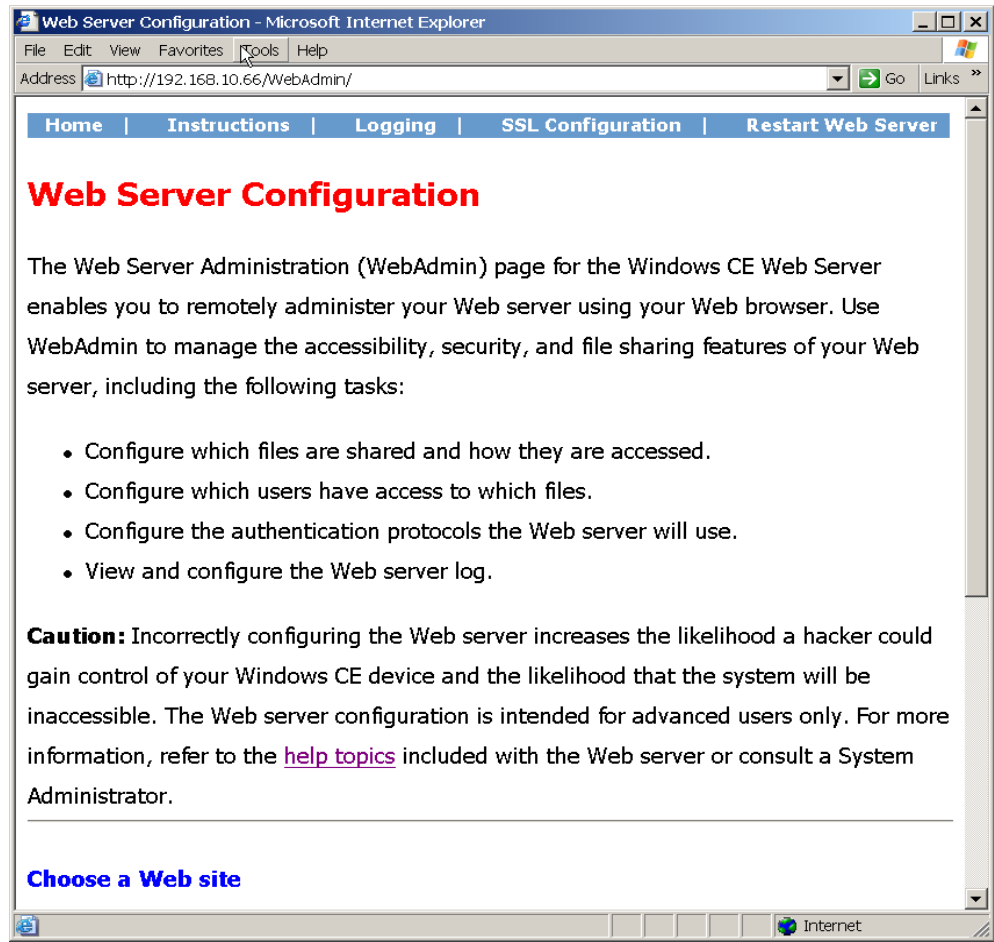 Web Server Configuration - Microsoft Internet Explorer
File Edit View Favorites Tools Help
Address http://192.168.10.66/WebAdmin/ Go Links »
Home | Instructions | Logging | SSL Configuration | Restart Web Server
Web Server Configuration
The Web Server Administration (WebAdmin) page for the Windows CE Web Server
enables you to remotely administer your Web server using your Web browser. Use
WebAdmin to manage the accessibility, security, and file sharing features of your Web
server, including the following tasks:
• Configure which files are shared and how they are accessed.
• Configure which users have access to which files.
• Configure the authentication protocols the Web server will use.
• View and configure the Web server log.
Caution: Incorrectly configuring the Web server increases the likelihood a hacker could
gain control of your Windows CE device and the likelihood that the system will be
inaccessible. The Web server configuration is intended for advanced users only. For more
information, refer to the help topics included with the Web server or consult a System
Administrator.
Choose a Web site
Internet